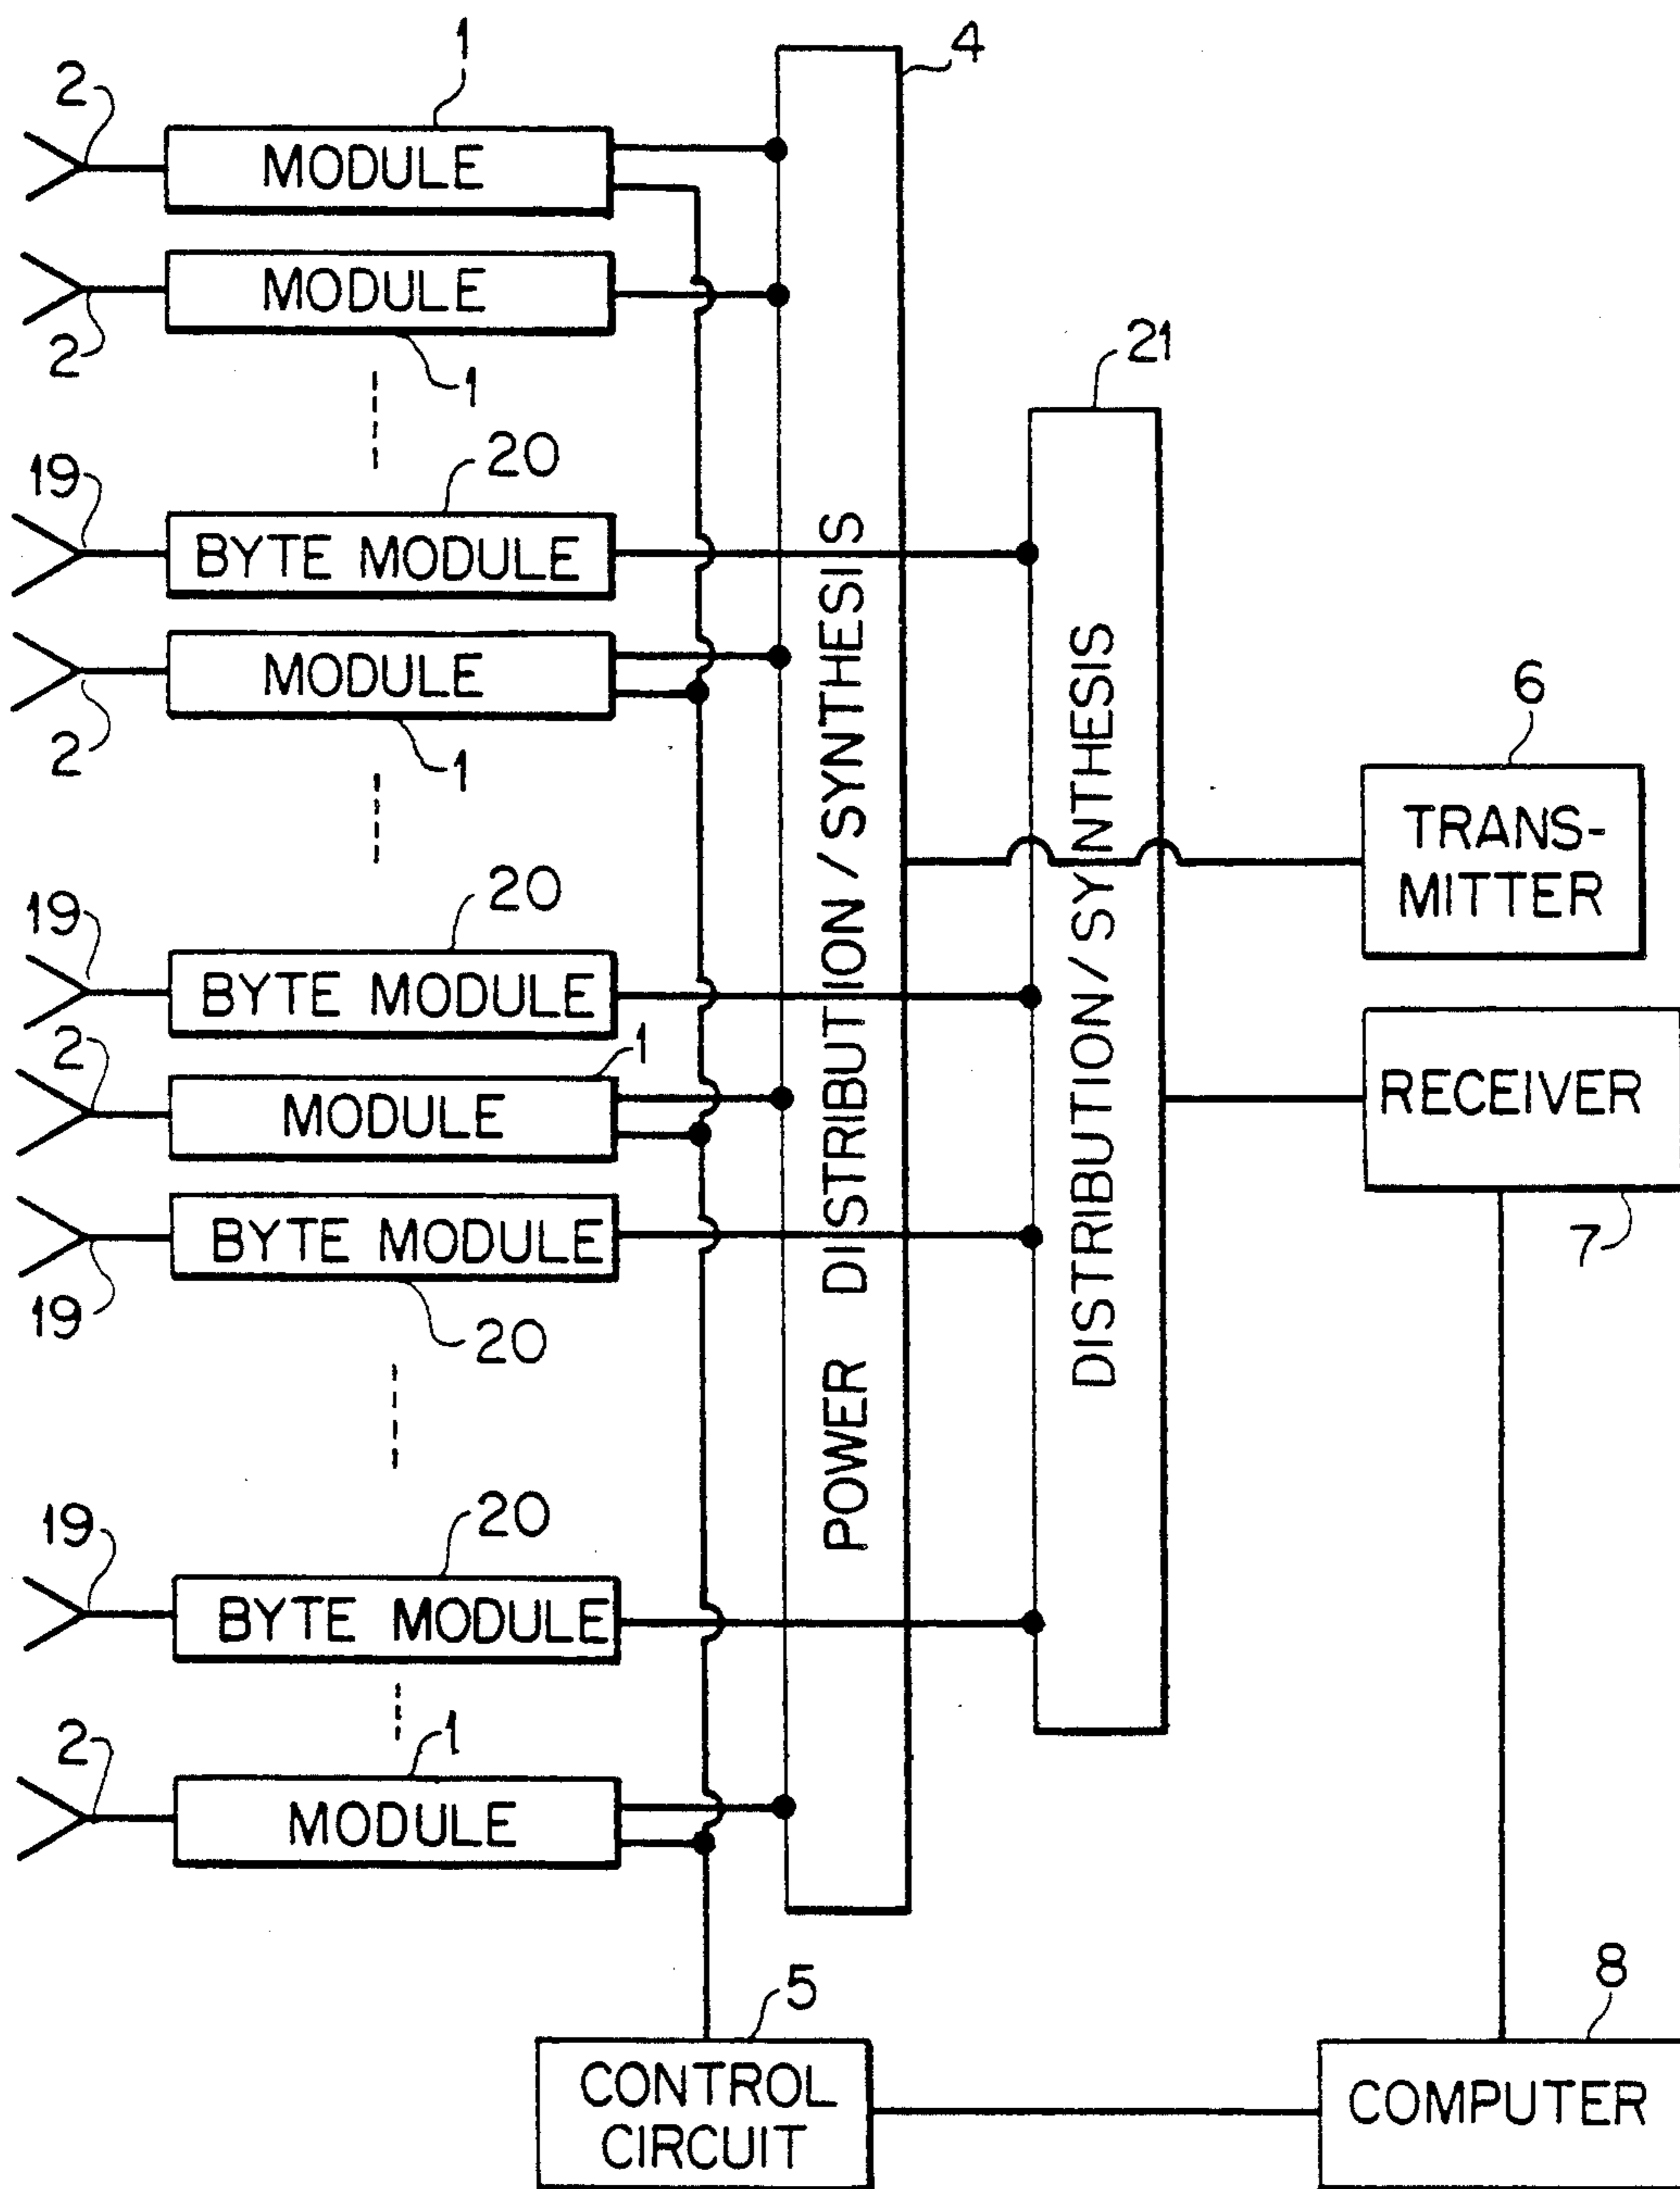 1
4
2
MODULE
MODULE
2
1
21
19
20
BYTE MODULE
MODULE
2
1
POWER DISTRIBUTION/SYNTHESIS
DISTRIBUTION/SYNTHESIS
6
TRANS-
MITTER
19
20
BYTE MODULE
2
1
MODULE
RECEIVER
7
BYTE MODULE
19
20
19
20
BYTE MODULE
2
1
MODULE
5
CONTROL
CIRCUIT
8
COMPUTER